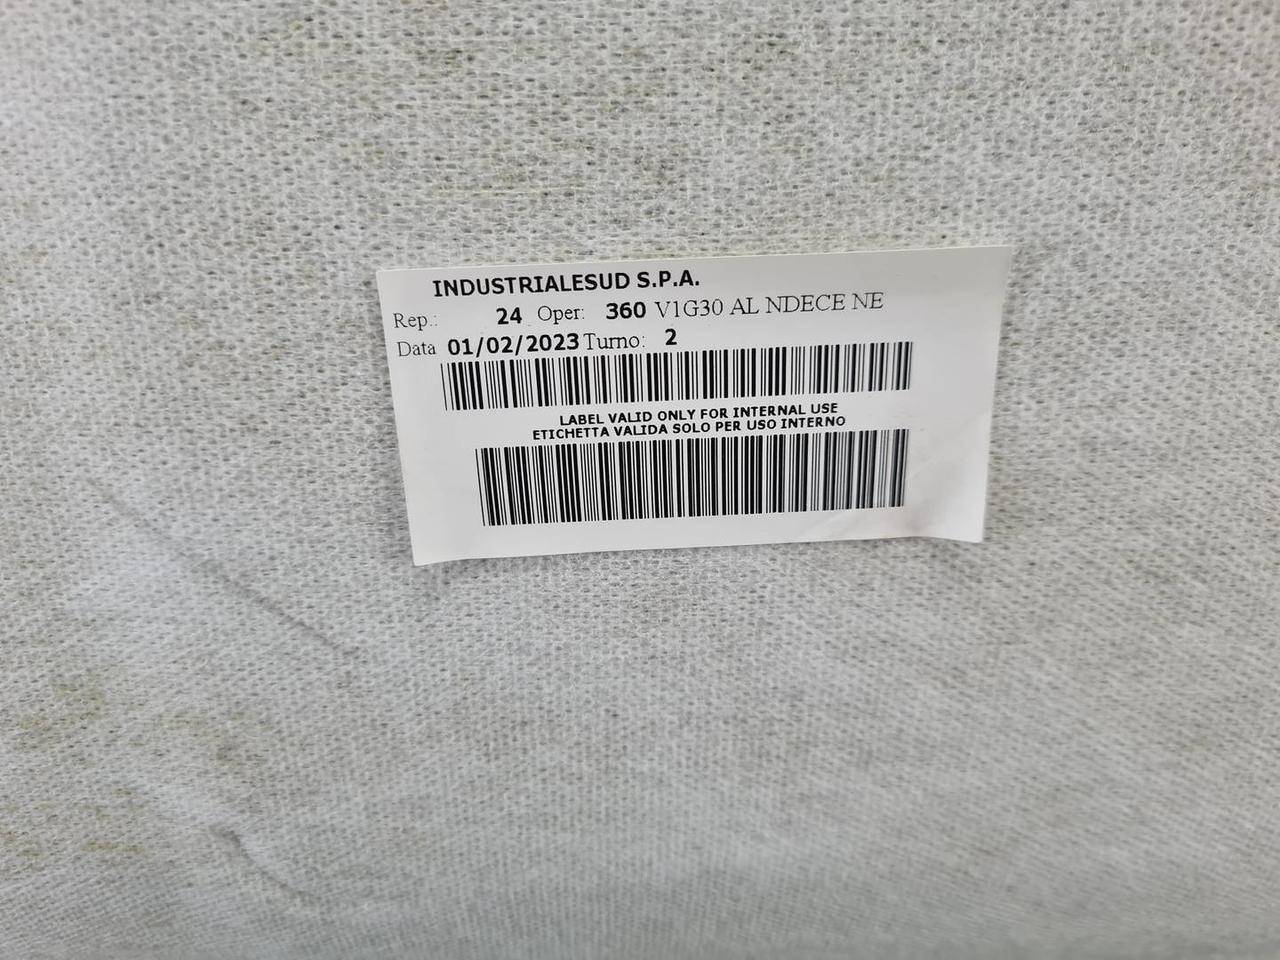 INDUSTRIALESUD S.P.A.
Rep.: 24 Oper: 360 V1G30 AL NDECE NE
Data 01/02/2023 Turno: 2
LABEL VALID ONLY FOR INTERNAL USE
ETICHETTA VALIDA SOLO PER USO INTERNO